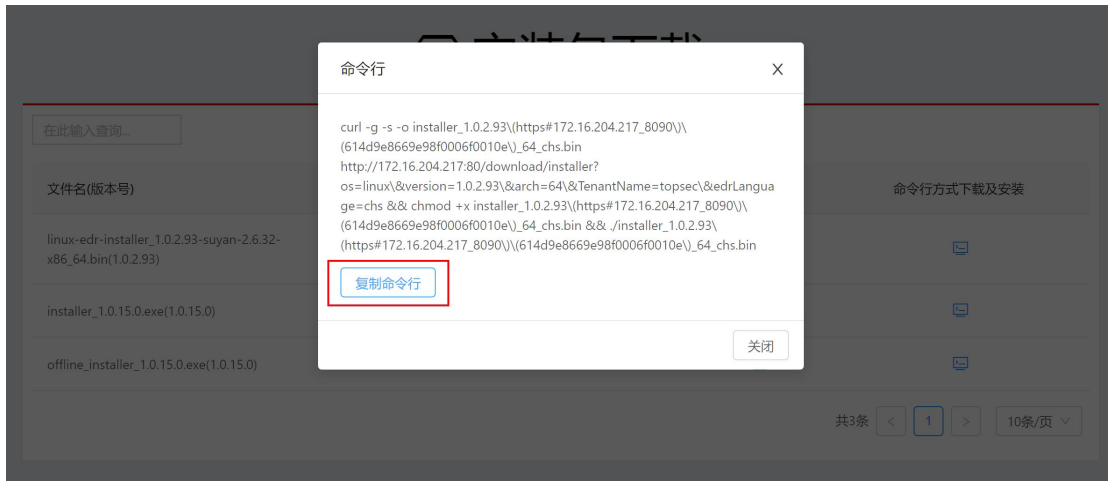 安装包下载
命令行
X
在此输入查询...
curl -g -s -o installer_1.0.2.93\(https#172.16.204.217_8090\)\
(614d9e8669e98f0006f0010e\)_64_chs.bin
http://172.16.204.217:80/download/installer?
os=linux\&version=1.0.2.93\&arch=64\&TenantName=topsec\&edrLangua
ge=chs && chmod +x installer_1.0.2.93\(https#172.16.204.217_8090\)\
(614d9e8669e98f0006f0010e\)_64_chs.bin && ./installer_1.0.2.93\
(https#172.16.204.217_8090\)\(614d9e8669e98f0006f0010e\)_64_chs.bin
复制命令行
关闭
文件名(版本号)
命令行方式下载及安装
linux-edr-installer_1.0.2.93-suyan-2.6.32-
x86_64.bin(1.0.2.93)
installer_1.0.15.0.exe(1.0.15.0)
offline_installer_1.0.15.0.exe(1.0.15.0)
共3条 < 1 > 10条/页